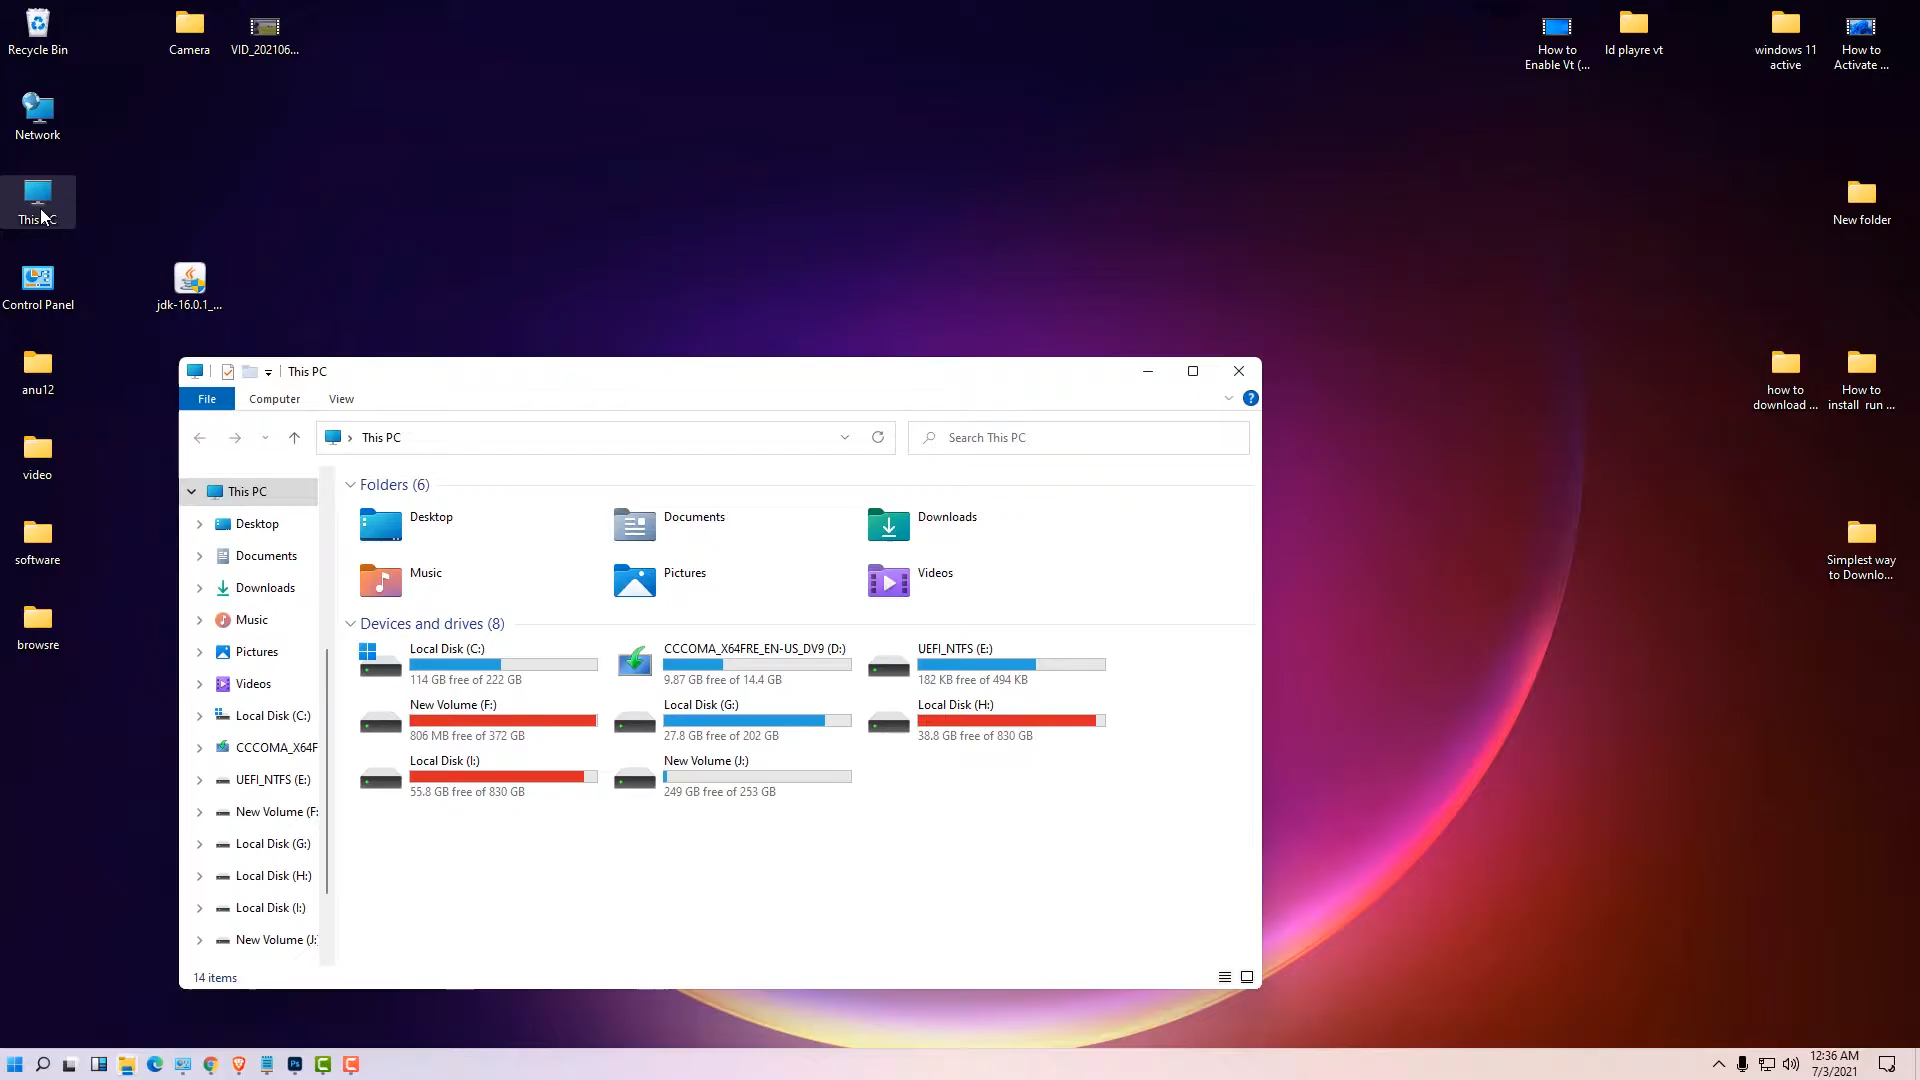 Recycle Bin
Camera
VID_202106...
How to
Enable Vt (...
ld playre vt
windows 11
active
How to
Activate ...
Network
This PC
New folder
Control Panel
jdk-16.0.1_...
anu12
how to
download ...
How to
install run ...
video
software
Simplest way
to Downlo...
browsre
This PC
File
Computer
View
This PC
Search This PC
This PC
Desktop
Documents
Downloads
Music
Pictures
Videos
Local Disk (C:)
CCCOMA_X64F
UEFI_NTFS (E:)
New Volume (F:
Local Disk (G:)
Local Disk (H:)
Local Disk (I:)
New Volume (J:
Folders (6)
Desktop
Documents
Downloads
Music
Pictures
Videos
Devices and drives (8)
Local Disk (C:)
114 GB free of 222 GB
CCCOMA_X64FRE_EN-US_DV9 (D:)
9.87 GB free of 14.4 GB
UEFI_NTFS (E:)
182 KB free of 494 KB
New Volume (F:)
806 MB free of 372 GB
Local Disk (G:)
27.8 GB free of 202 GB
Local Disk (H:)
38.8 GB free of 830 GB
Local Disk (I:)
55.8 GB free of 830 GB
New Volume (J:)
249 GB free of 253 GB
14 items
12:36 AM
7/3/2021